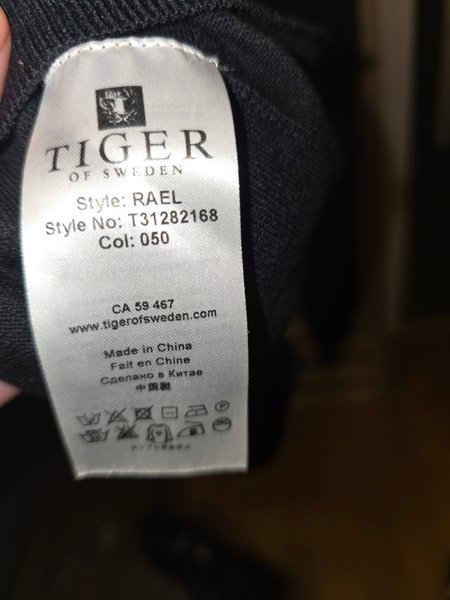 TIGER
OF SWEDEN
Style: RAEL
Style No: T31282168
Col: 050
CA 59 467
www.tigerofsweden.com
Made in China
Fait en Chine
Сделано в Китае
中国製